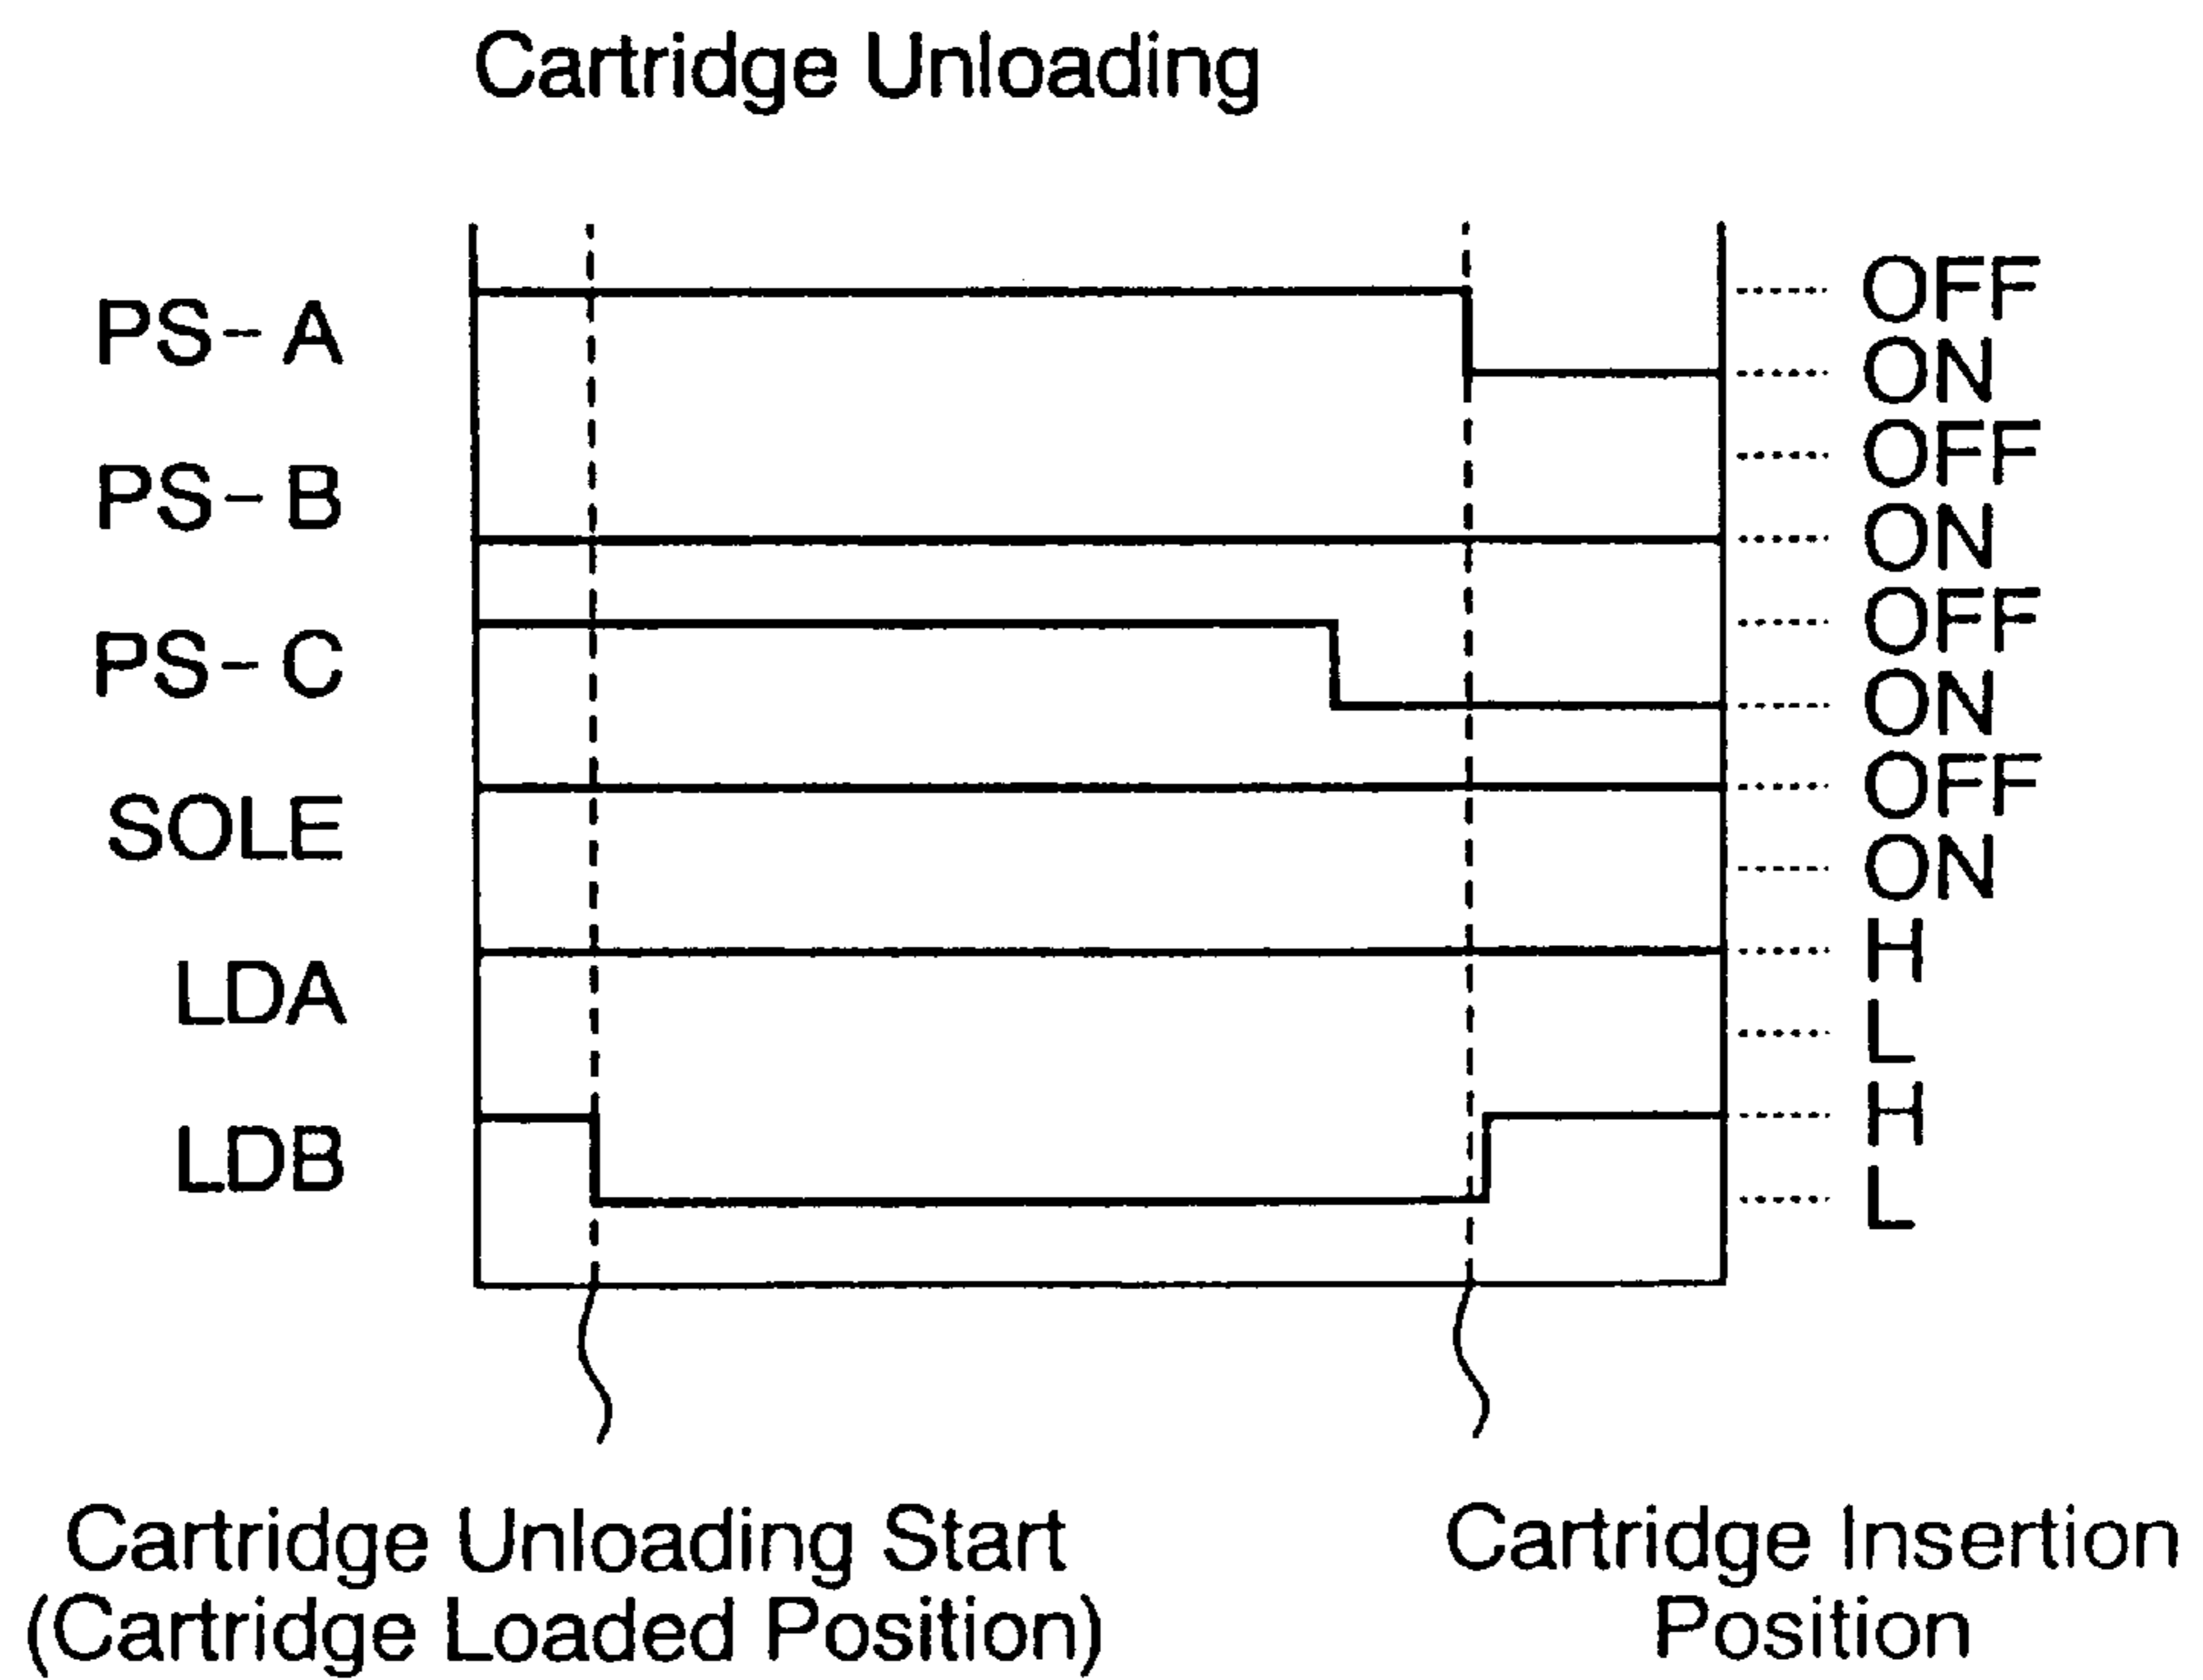 Cartridge Unloading
PS-A
OFF
ON
PS-B
OFF
ON
PS-C
OFF
ON
SOLE
OFF
ON
LDA
H
L
LDB
H
L
Cartridge Unloading Start
(Cartridge Loaded Position)
Cartridge Insertion
Position